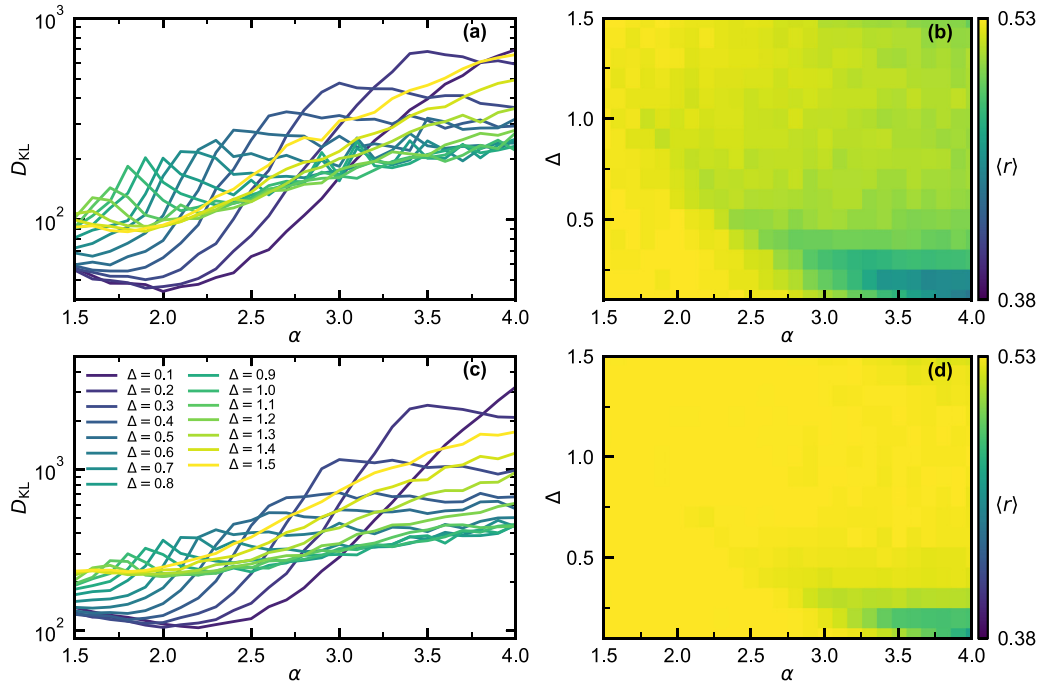 10³
(a)
D_KL
10²
1.5 2.0 2.5 3.0 3.5 4.0
α
1.5
(b)
1.0
Δ
0.5
1.5 2.0 2.5 3.0 3.5 4.0
α
0.53
⟨r⟩
0.38
(c)
Δ = 0.1 Δ = 0.9
Δ = 0.2 Δ = 1.0
Δ = 0.3 Δ = 1.1
Δ = 0.4 Δ = 1.2
Δ = 0.5 Δ = 1.3
Δ = 0.6 Δ = 1.4
Δ = 0.7 Δ = 1.5
Δ = 0.8
10³
D_KL
10²
1.5 2.0 2.5 3.0 3.5 4.0
α
1.5
(d)
1.0
Δ
0.5
1.5 2.0 2.5 3.0 3.5 4.0
α
0.53
⟨r⟩
0.38